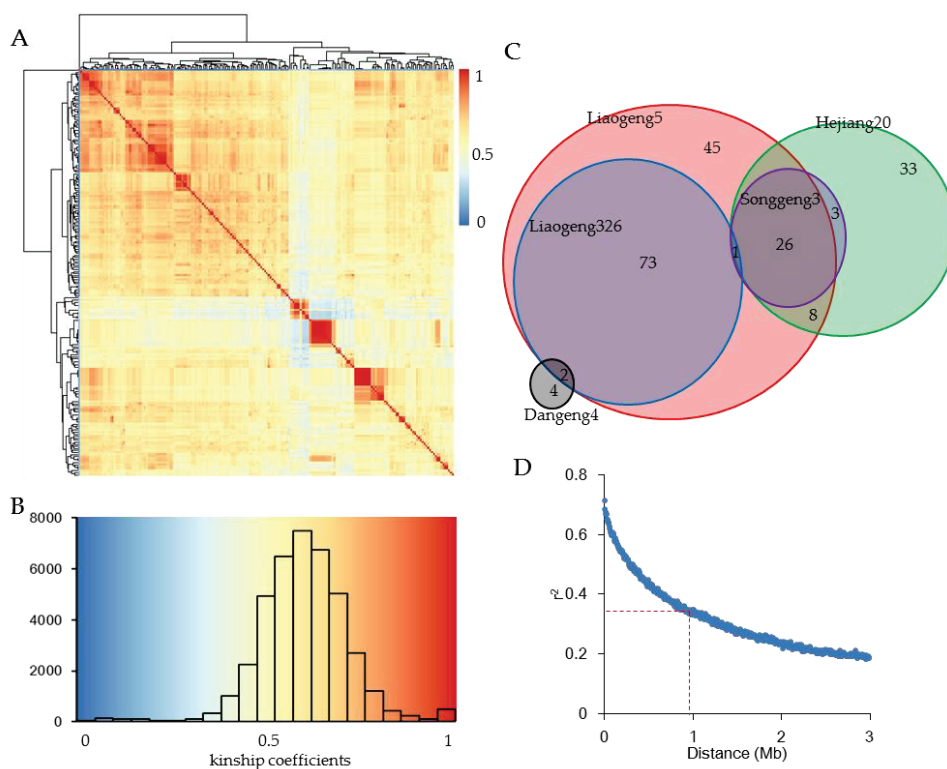 A
1
0.5
0
C
Liaogeng5
Hejiang20
45
33
Songgeng3
3
Liaogeng326
26
1
73
8
2
4
Dangeng4
B
8000
6000
4000
2000
0
0
0.5
1
kinship coefficients
D
0.8
0.6
r²
0.4
0.2
0
0
1
2
3
Distance (Mb)